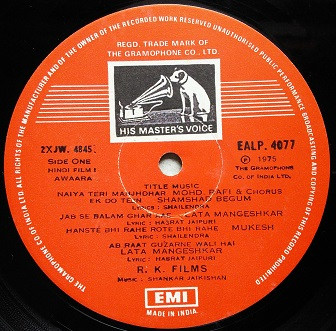 ALL RIGHTS OF THE MANUFACTURER AND OF THE OWNER OF THE RECORDED WORK RESERVED UNAUTHORISED PUBLIC PERFORMANCE BROADCASTING AND COPYING OF THIS RECORD PROHIBITED
REGD. TRADE MARK OF
THE GRAMOPHONE CO., LTD.
HIS MASTER'S VOICE
2XJW. 4845
SIDE ONE
HINDI FILM
AWAARA
EALP. 4077
℗ 1975
THE GRAMOPHONE
CO. OF INDIA LTD.
TITLE MUSIC
NAIYA TERI MAUJHDHAR MOHD. RAFI & CHORUS
EK DO TEEN SHAMSHAD BEGUM
LYRICS: SHAILENDRA
JAB SE BALAM GHAR AAE LATA MANGESHKAR
LYRIC: HASRAT JAIPURI
HANSTE BHI RAHE ROTE BHI RAHE MUKESH
LYRIC: SHAILENDRA
AB RAAT GUZARNE WALI HAI
LATA MANGESHKAR
LYRIC: HASRAT JAIPURI
R. K. FILMS
MUSIC: SHANKAR JAIKISHAN
EMI
MADE IN INDIA
THE GRAMOPHONE CO. OF INDIA LTD.